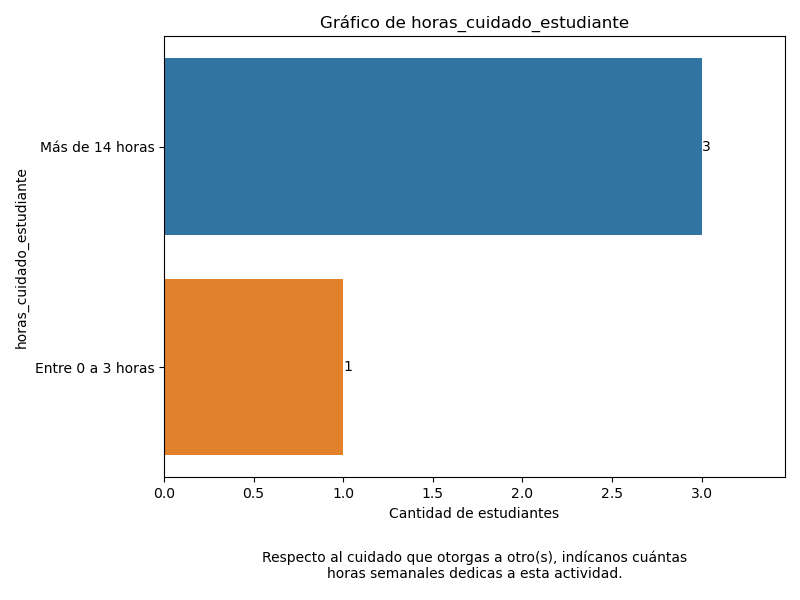 Gráfico de horas_cuidado_estudiante
horas_cuidado_estudiante
Más de 14 horas
3
Entre 0 a 3 horas
1
0.0 0.5 1.0 1.5 2.0 2.5 3.0
Cantidad de estudiantes
Respecto al cuidado que otorgas a otro(s), indícanos cuántas
horas semanales dedicas a esta actividad.